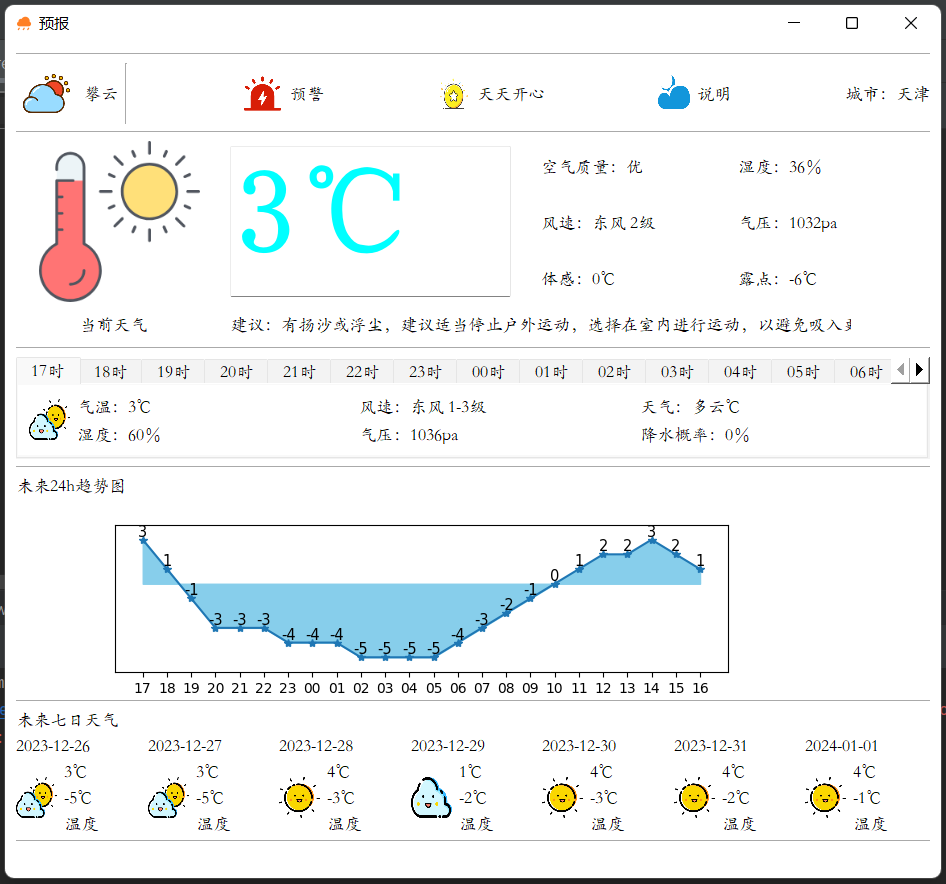 预报
攀云
预警
天天开心
说明
城市：天津
3℃
空气质量：优
湿度：36%
风速：东风 2级
气压：1032pa
体感：0℃
露点：-6℃
当前天气
建议：有扬沙或浮尘，建议适当停止户外运动，选择在室内进行运动，以避免吸入
17时 18时 19时 20时 21时 22时 23时 00时 01时 02时 03时 04时 05时 06时
气温：3℃ 风速：东风 1-3级 天气：多云℃
湿度：60% 气压：1036pa 降水概率：0%
未来24h趋势图
3 1 -1 -3 -3 -3 -4 -4 -4 -5 -5 -5 -5 -4 -3 -2 -1 0 1 2 2 3 2 1
17 18 19 20 21 22 23 00 01 02 03 04 05 06 07 08 09 10 11 12 13 14 15 16
未来七日天气
2023-12-26 2023-12-27 2023-12-28 2023-12-29 2023-12-30 2023-12-31 2024-01-01
3℃ 3℃ 4℃ 1℃ 4℃ 4℃ 4℃
-5℃ -5℃ -3℃ -2℃ -3℃ -2℃ -1℃
温度 温度 温度 温度 温度 温度 温度